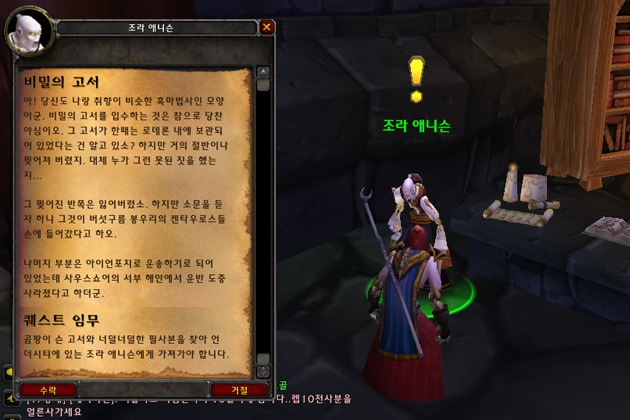 조라 애니슨
비밀의 고서
아! 당신도 나랑 취향이 비슷한 흑마법사인 모양
이군. 비밀의 고서를 입수하는 것은 참으로 당찬
야심이오. 그 고서가 한때는 로데론 내에 보관되
어 있었다는 건 알고 있소? 하지만 거의 절반이나
찢어져 버렸지. 대체 누가 그런 못된 짓을 했는
지...
그 찢어진 반쪽은 잃어버렸소. 하지만 소문을 듣
자 하니 그것이 버섯구름 봉우리의 켄타우로스들
손에 들어갔다고 하오.
나머지 부분은 아이언포지로 운송하기로 되어
있었는데 사우스쇼어의 서부 해안에서 운반 도중
사라졌다고 하더군.
퀘스트 임무
곰팡이 슨 고서와 너덜너덜한 필사본을 찾아 언
더시티에 있는 조라 애니슨에게 가져가야 합니다.
수락
거절
조라 애니슨
골
렙10전사분을
얼른사가세요